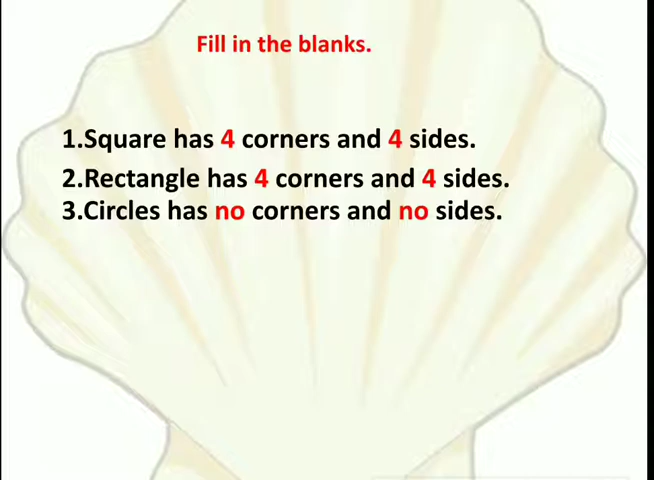 Fill in the blanks.
1.Square has 4 corners and 4 sides.
2.Rectangle has 4 corners and 4 sides.
3.Circles has no corners and no sides.